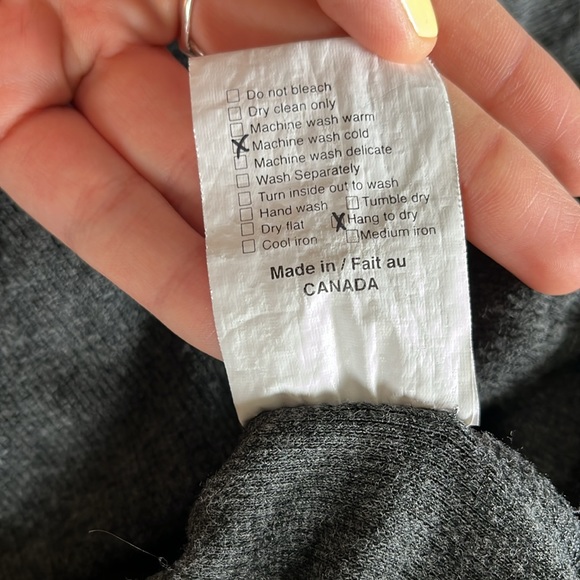 ☐ Do not bleach
☐ Dry clean only
☐ Machine wash warm
☒ Machine wash cold
☐ Machine wash delicate
☐ Wash Separately
☐ Turn inside out to wash
☐ Hand wash ☐ Tumble dry
☐ Dry flat ☒ Hang to dry
☐ Cool iron ☐ Medium iron
Made in / Fait au
CANADA